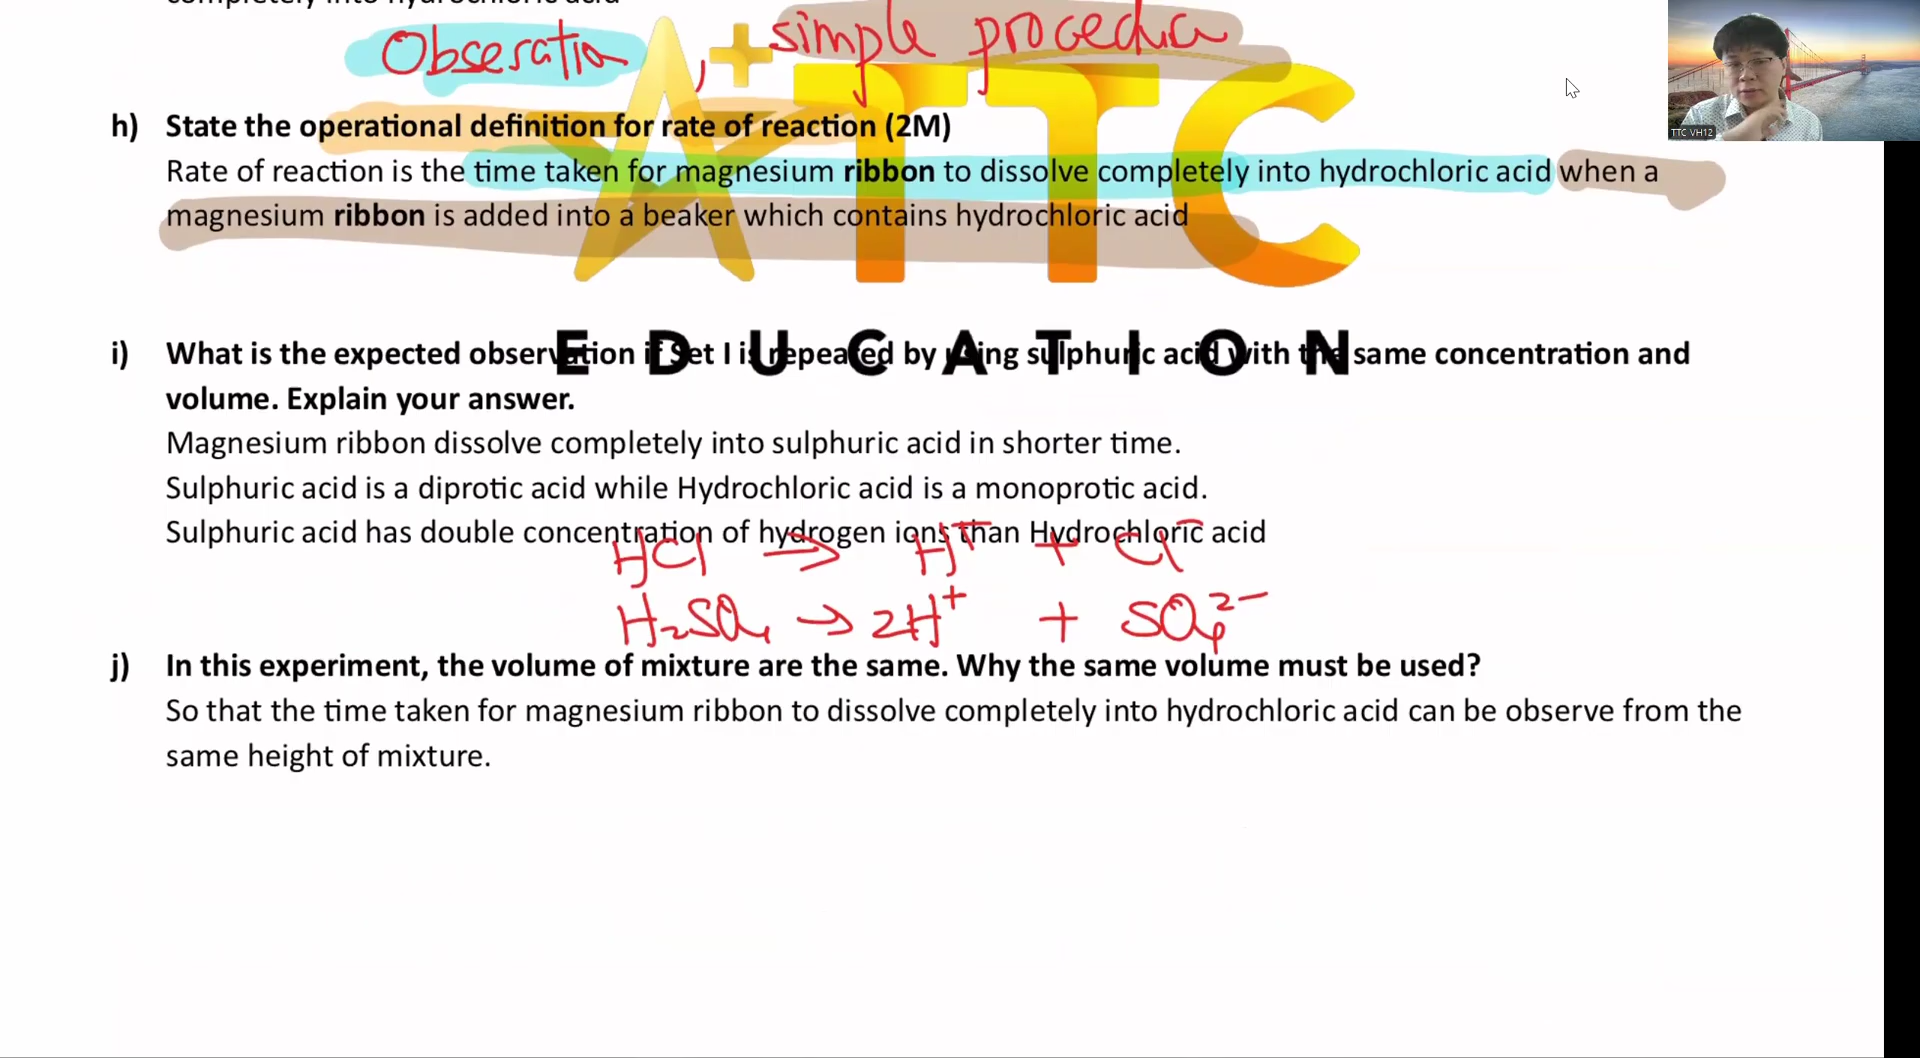 completely into hydrochloric acid
Obseration , simple procedure
A+ TTC
h) State the operational definition for rate of reaction (2M)
Rate of reaction is the time taken for magnesium ribbon to dissolve completely into hydrochloric acid when a
magnesium ribbon is added into a beaker which contains hydrochloric acid
EDUCATION
i) What is the expected observation if Set I is repeated by using sulphuric acid with the same concentration and
volume. Explain your answer.
Magnesium ribbon dissolve completely into sulphuric acid in shorter time.
Sulphuric acid is a diprotic acid while Hydrochloric acid is a monoprotic acid.
Sulphuric acid has double concentration of hydrogen ions than Hydrochloric acid
HCl → H⁺ + Cl⁻
H₂SO₄ → 2H⁺ + SO₄²⁻
j) In this experiment, the volume of mixture are the same. Why the same volume must be used?
So that the time taken for magnesium ribbon to dissolve completely into hydrochloric acid can be observe from the
same height of mixture.
TTC VH12